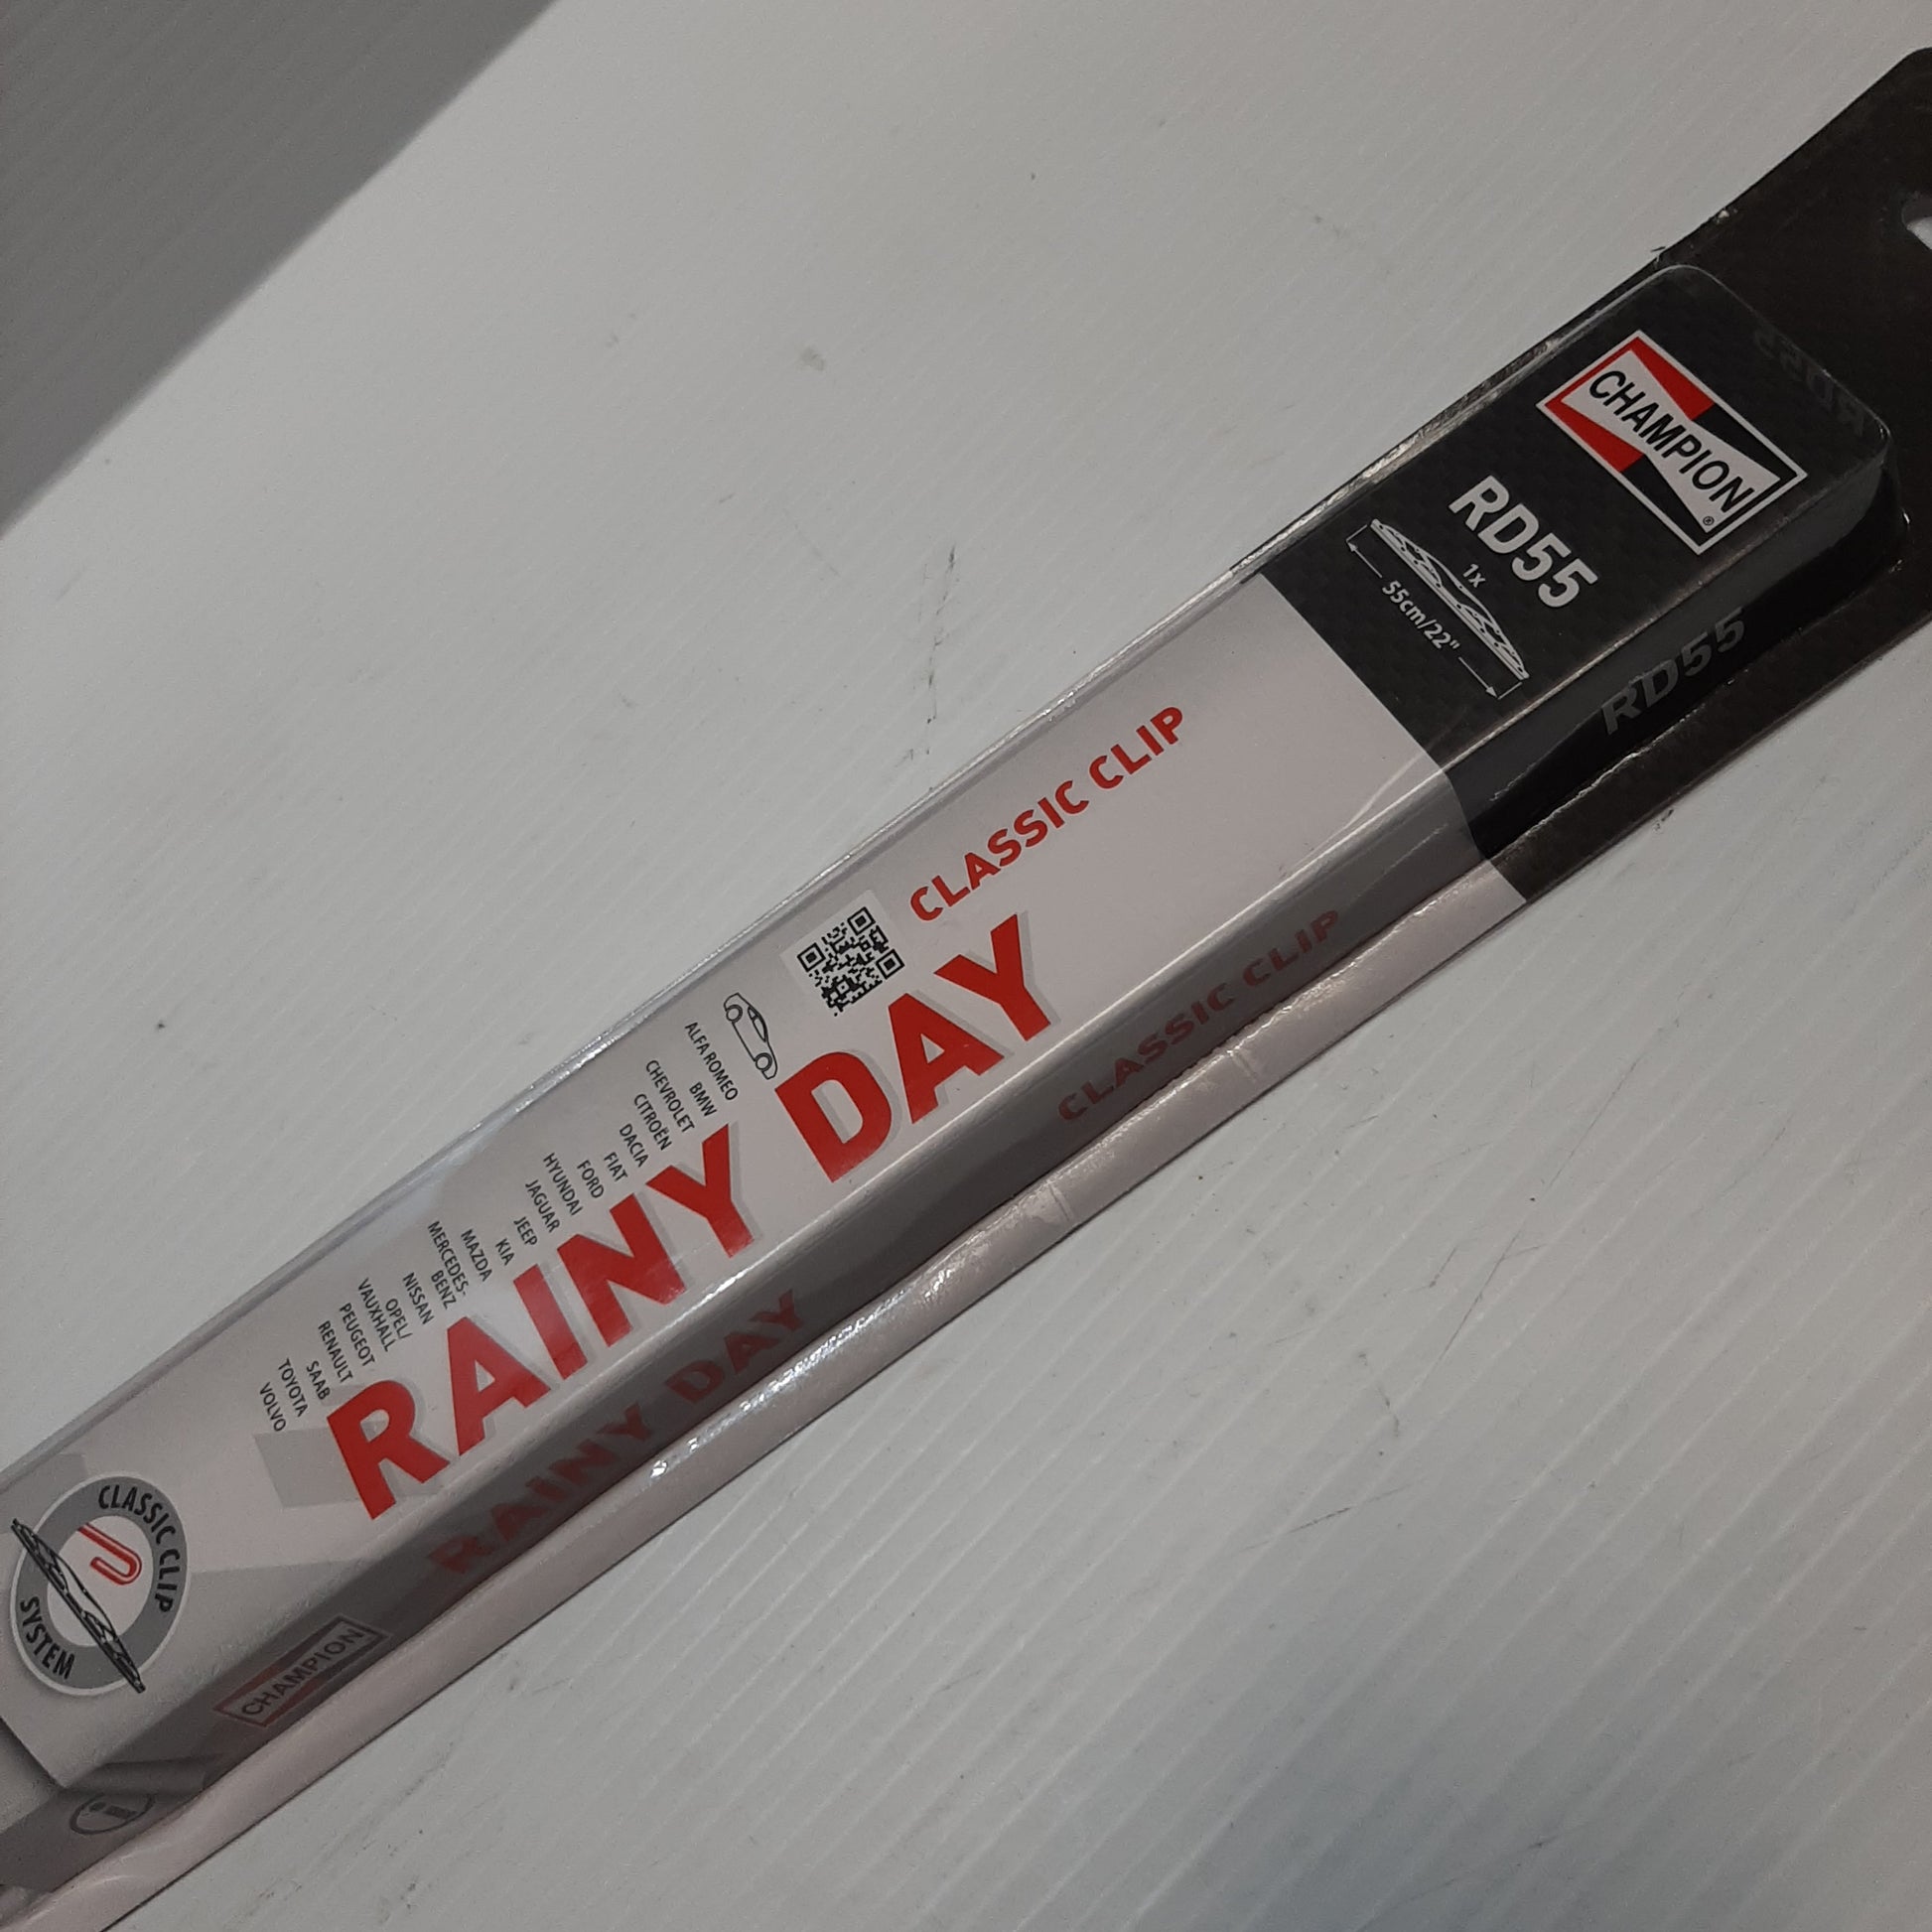 CHAMPION®
RD55
1x
55cm/22"
CLASSIC CLIP
RAINY DAY
ALFA ROMEO
BMW
CHEVROLET
CITROËN
DACIA
FIAT
FORD
HYUNDAI
JAGUAR
JEEP
KIA
MAZDA
MERCEDES-
BENZ
NISSAN
OPEL/
VAUXHALL
PEUGEOT
RENAULT
SAAB
TOYOTA
VOLVO
CLASSIC CLIP
SYSTEM
RD55
RD55
CLASSIC CLIP
RAINY DAY
CHAMPION
i